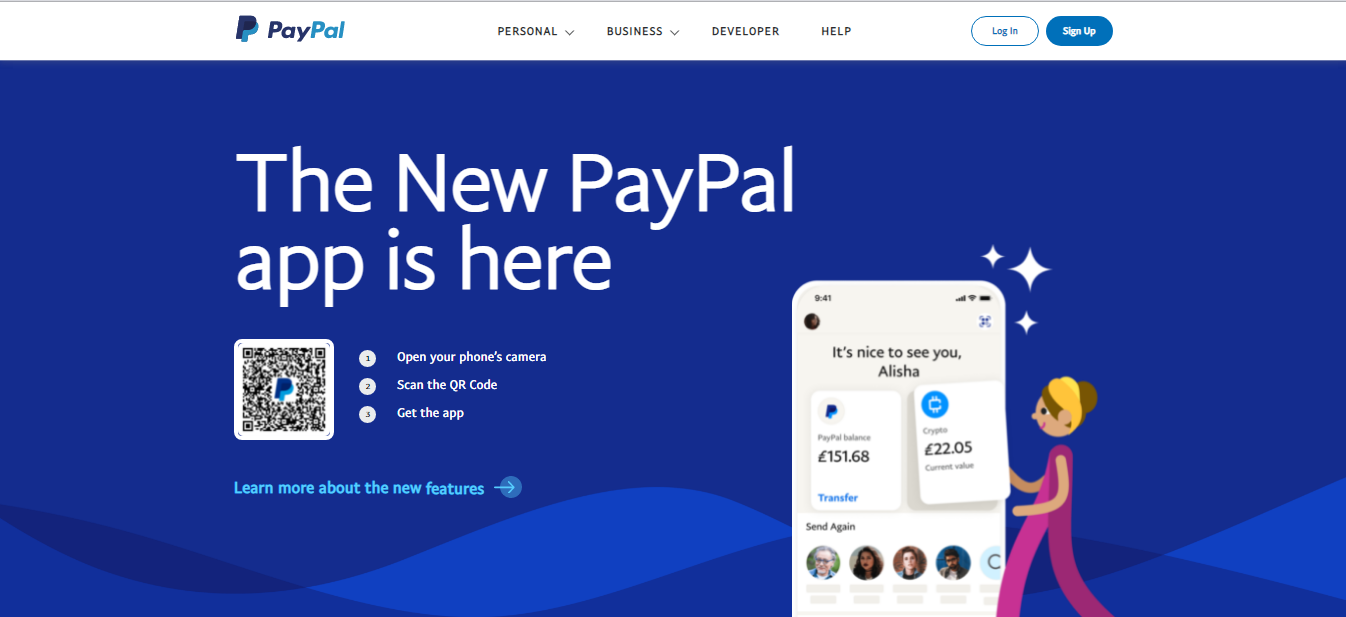 PayPal
PERSONAL
BUSINESS
DEVELOPER
HELP
Log In
Sign Up
The New PayPal
app is here
1 Open your phone's camera
2 Scan the QR Code
3 Get the app
Learn more about the new features
9:41
It's nice to see you,
Alisha
PayPal balance
£151.68
Transfer
Crypto
£22.05
Current value
Send Again
C